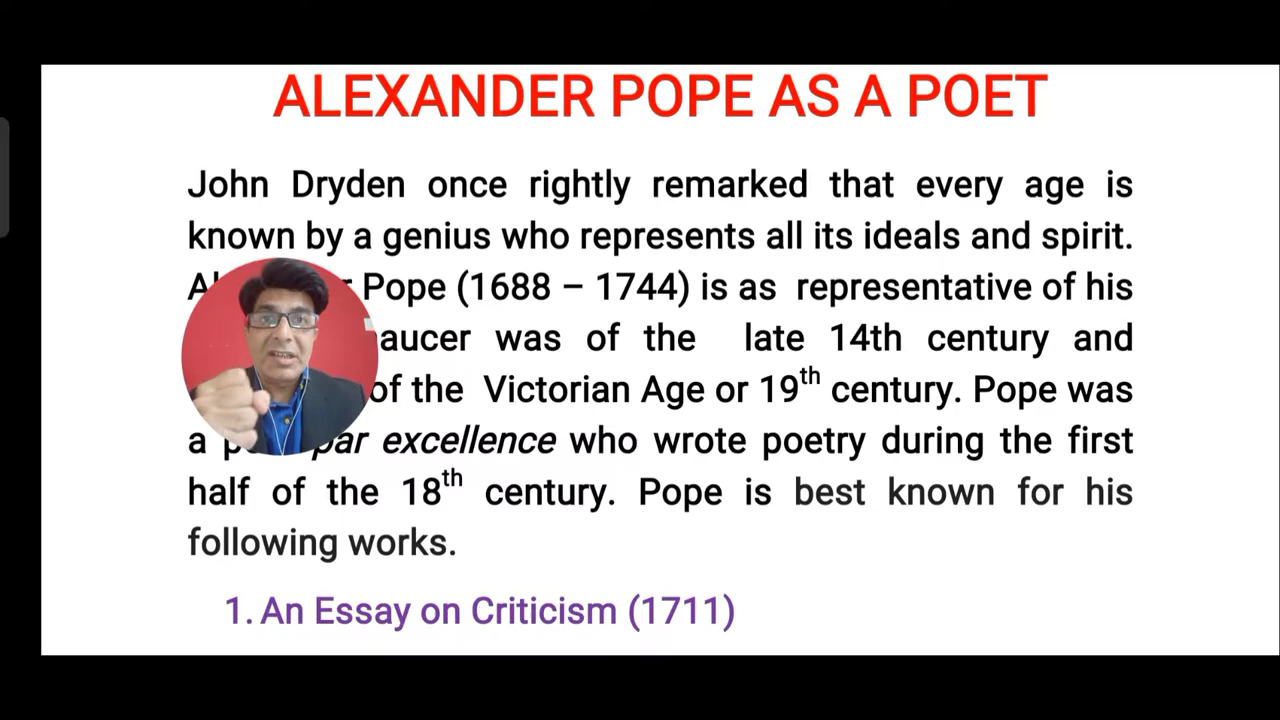 ALEXANDER POPE AS A POET
John Dryden once rightly remarked that every age is
known by a genius who represents all its ideals and spirit.
Pope (1688 – 1744) is as representative of his
was of the late 14th century and
of the Victorian Age or 19th century. Pope was
a par excellence who wrote poetry during the first
half of the 18th century. Pope is best known for his
following works.
1. An Essay on Criticism (1711)